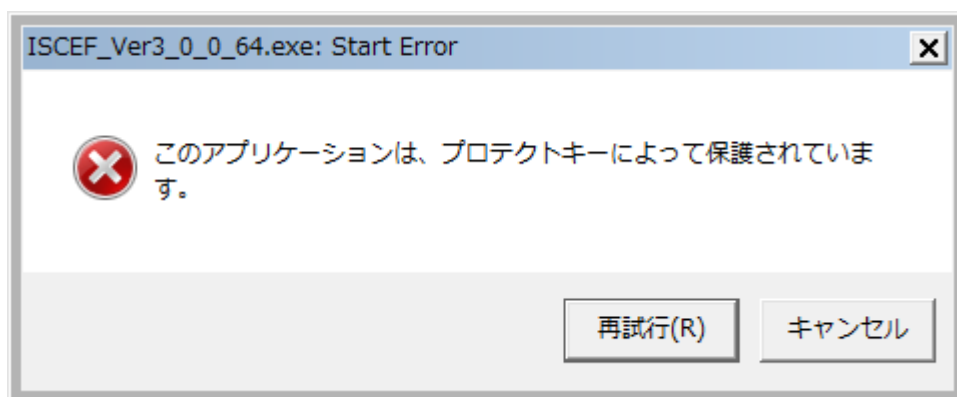 ISCEF_Ver3_0_0_64.exe: Start Error
このアプリケーションは、プロテクトキーによって保護されていま
す。
再試行(R)
キャンセル